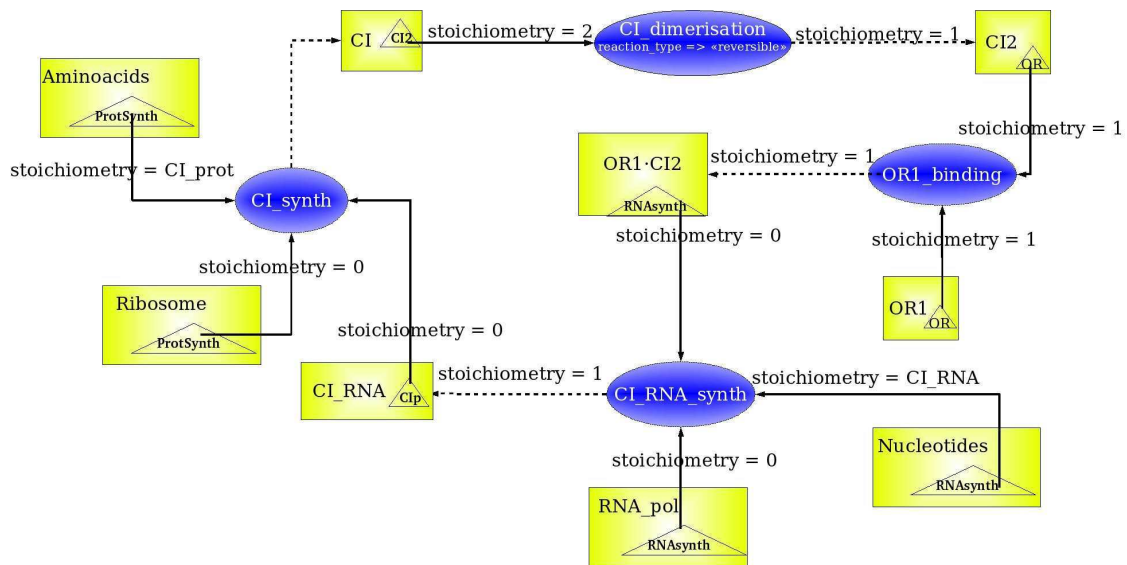 CI
CI2
stoichiometry = 2
CI_dimerisation
reaction_type => «reversible»
stoichiometry = 1
CI2
OR
Aminoacids
ProtSynth
stoichiometry = CI_prot
CI_synth
stoichiometry = 1
OR1·CI2
RNAsynth
stoichiometry = 1
OR1_binding
stoichiometry = 0
stoichiometry = 1
stoichiometry = 0
Ribosome
ProtSynth
OR1
OR
stoichiometry = 0
CI_RNA
CIp
stoichiometry = 1
CI_RNA_synth
stoichiometry = CI_RNA
Nucleotides
RNAsynth
stoichiometry = 0
RNA_pol
RNAsynth